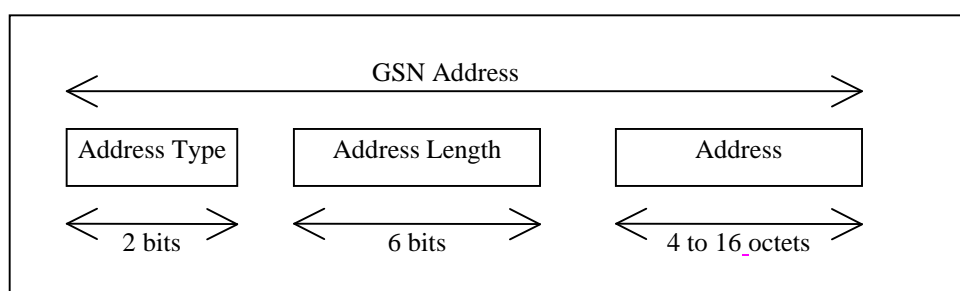 GSN Address
Address Type Address Length Address
2 bits 6 bits 4 to 16 octets